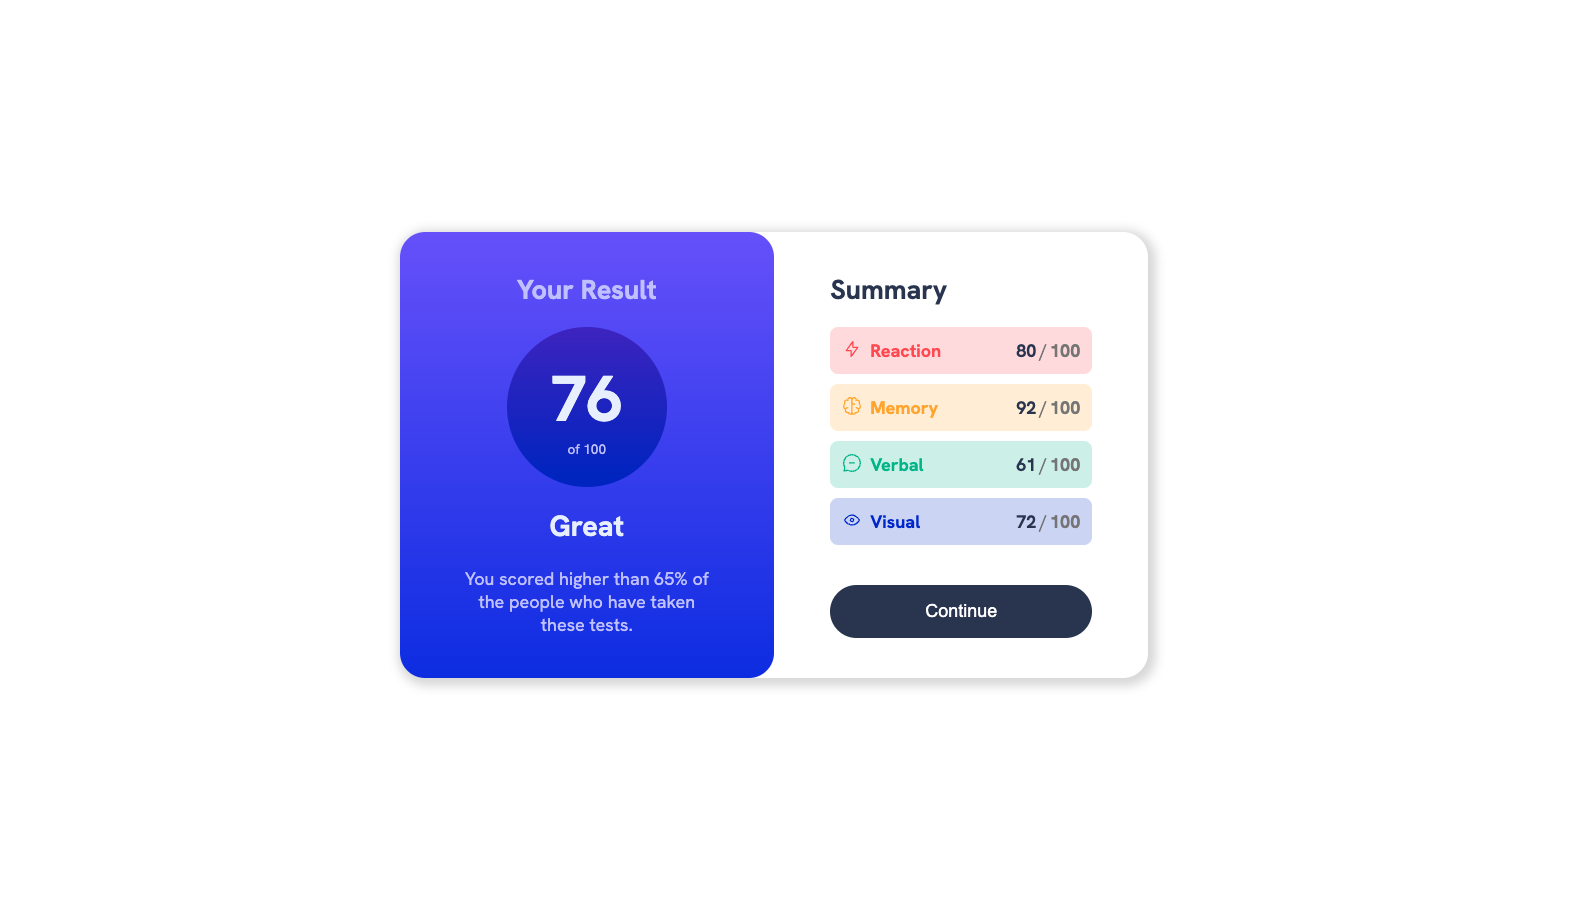 Your Result
76
of 100
Great
You scored higher than 65% of
the people who have taken
these tests.
Summary
Reaction 80 / 100
Memory 92 / 100
Verbal 61 / 100
Visual 72 / 100
Continue